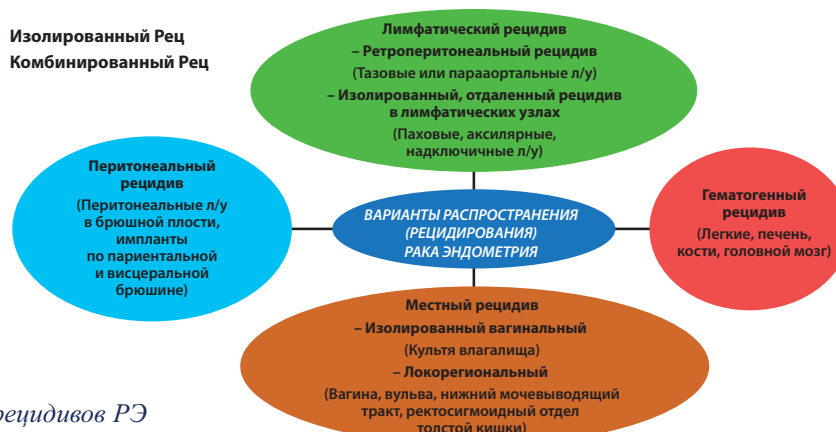 Изолированный Рец
Комбинированный Рец
Лимфатический рецидив
– Ретроперитонеальный рецидив
(Тазовые или парааортальные л/у)
– Изолированный, отдаленный рецидив
в лимфатических узлах
(Паховые, аксилярные,
надключичные л/у)
Перитонеальный
рецидив
(Перитонеальные л/у
в брюшной плости,
импланты
по париентальной
и висцеральной
брюшине)
ВАРИАНТЫ РАСПРОСТРАНЕНИЯ
(РЕЦИДИРОВАНИЯ)
РАКА ЭНДОМЕТРИЯ
Гематогенный
рецидив
(Легкие, печень,
кости, головной мозг)
Местный рецидив
– Изолированный вагинальный
(Культя влагалища)
– Локорегиональный
(Вагина, вульва, нижний мочевыводящий
тракт, ректосигмоидный отдел
толстой кишки)
рецидивов РЭ